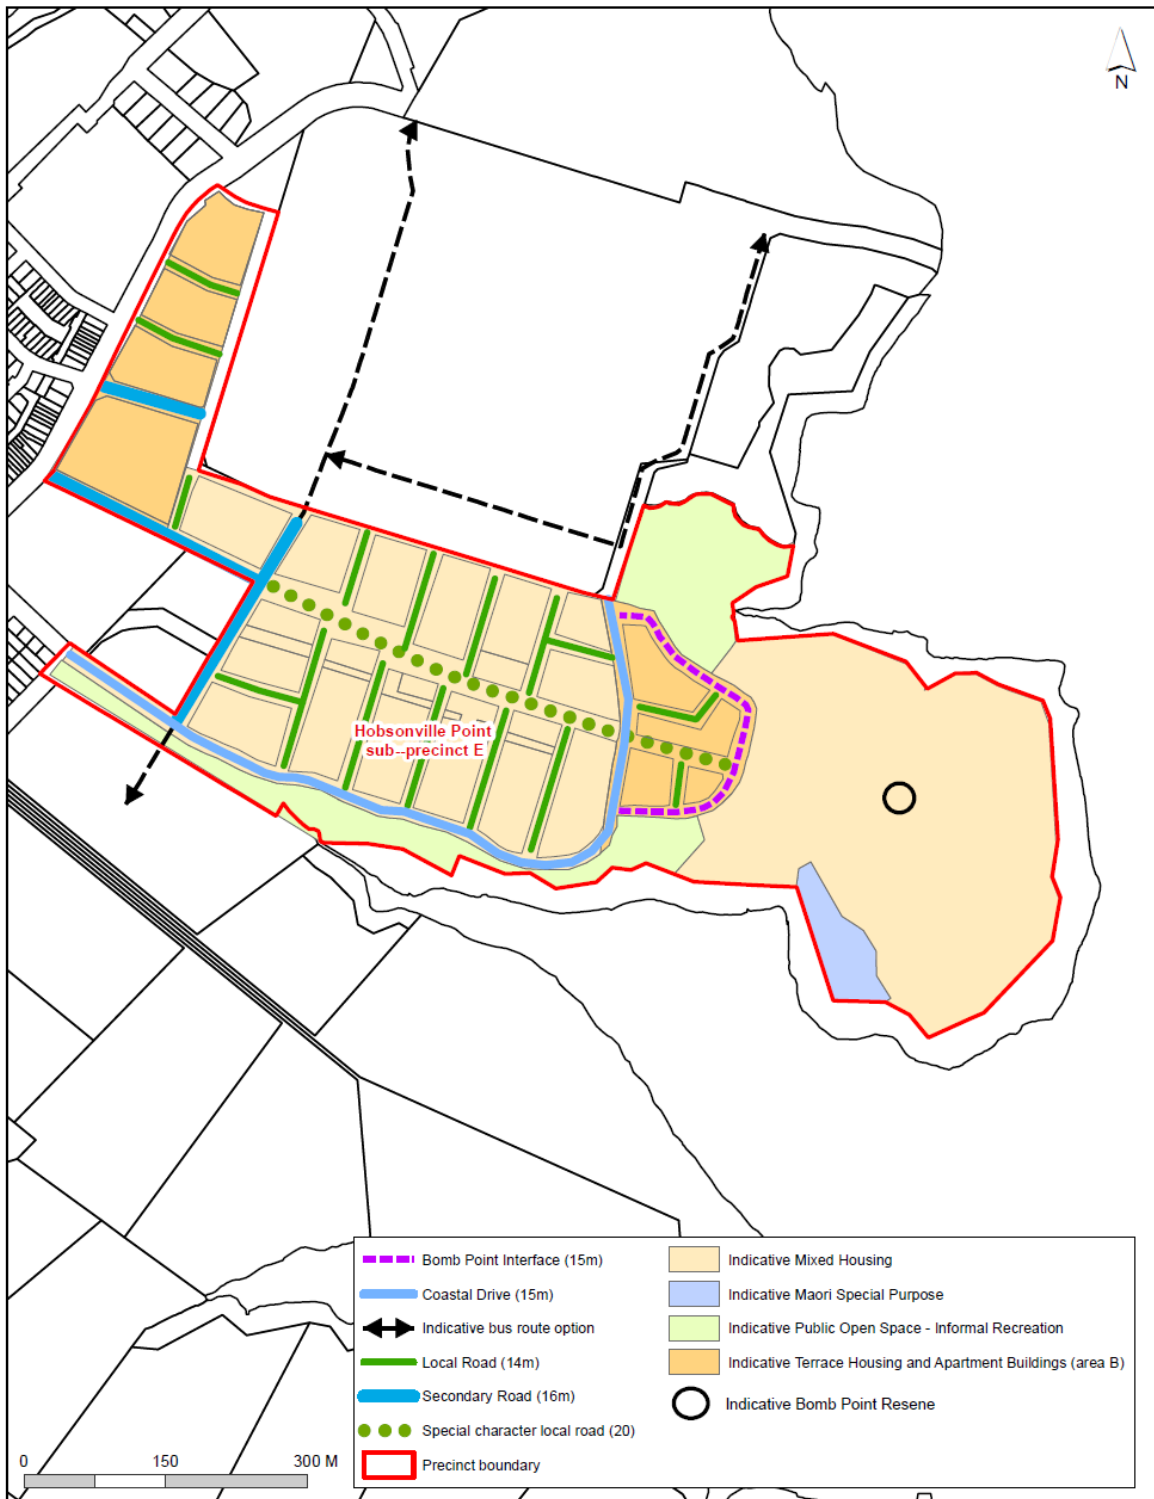 N
Hobsonville Point
sub--precinct E
Bomb Point Interface (15m)
Coastal Drive (15m)
Indicative bus route option
Local Road (14m)
Secondary Road (16m)
Special character local road (20)
Precinct boundary
Indicative Mixed Housing
Indicative Maori Special Purpose
Indicative Public Open Space - Informal Recreation
Indicative Terrace Housing and Apartment Buildings (area B)
Indicative Bomb Point Resene
0 150 300 M